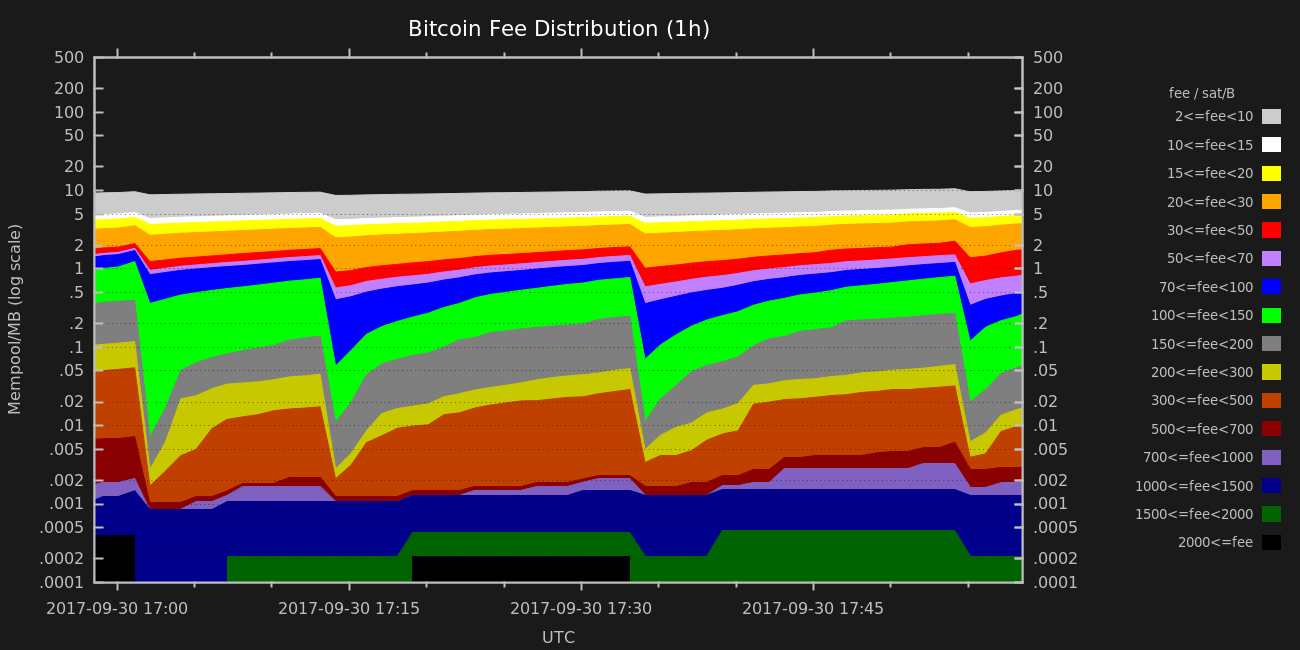 Bitcoin Fee Distribution (1h)
Mempool/MB (log scale)
500
200
100
50
20
10
5
2
1
.5
.2
.1
.05
.02
.01
.005
.002
.001
.0005
.0002
.0001
500
200
100
50
20
10
5
2
1
.5
.2
.1
.05
.02
.01
.005
.002
.001
.0005
.0002
.0001
fee / sat/B
2<=fee<10
10<=fee<15
15<=fee<20
20<=fee<30
30<=fee<50
50<=fee<70
70<=fee<100
100<=fee<150
150<=fee<200
200<=fee<300
300<=fee<500
500<=fee<700
700<=fee<1000
1000<=fee<1500
1500<=fee<2000
2000<=fee
2017-09-30 17:00 2017-09-30 17:15 2017-09-30 17:30 2017-09-30 17:45
UTC